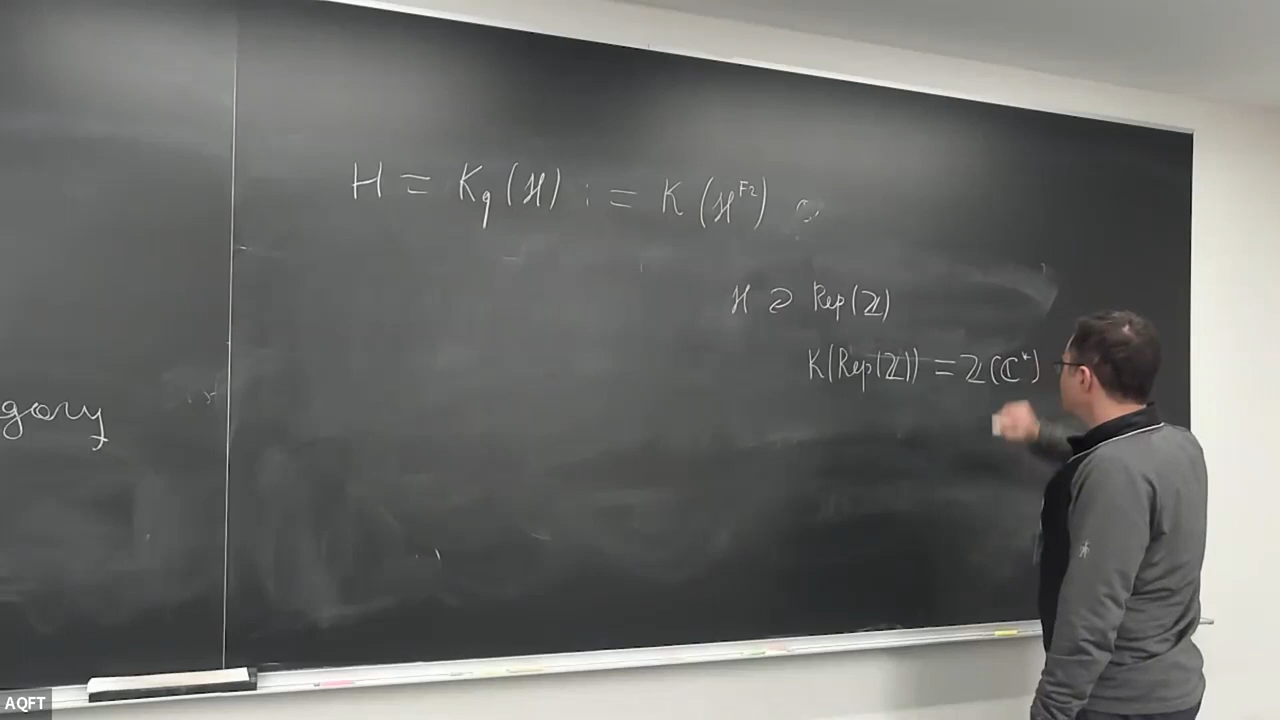 H = K_q(ℋ) := K(ℋ^{F_2})
ℋ ⊋ Rep(ℤ)
K(Rep(ℤ)) = ℤ(ℂ^*)
gory
AQFT